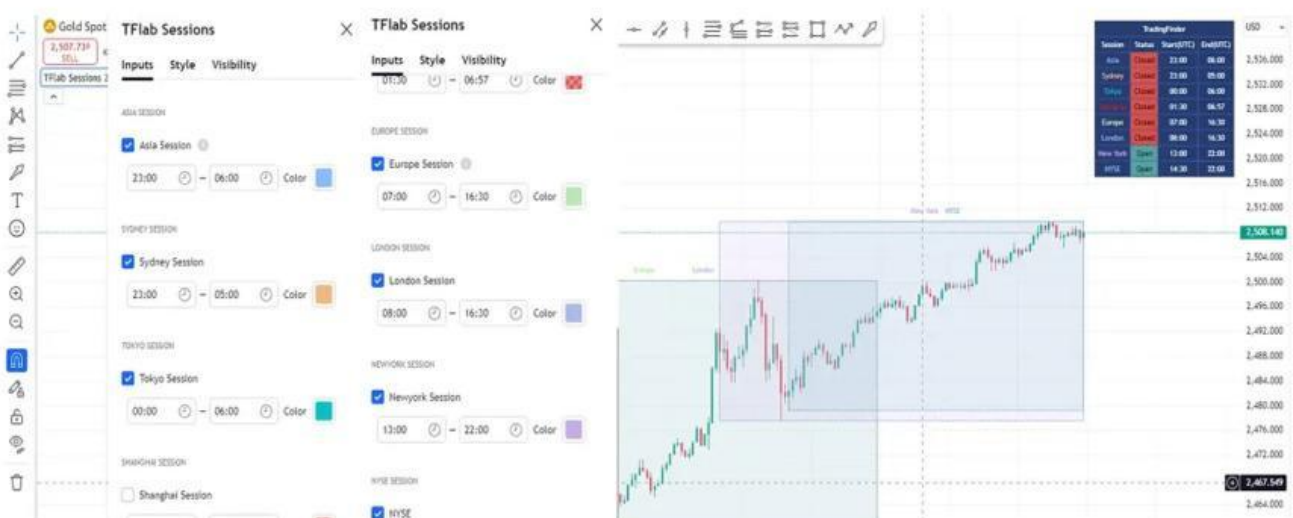 Gold Spot
2,507.73
SELL
TFlab Sessions 2
TFlab Sessions
Inputs Style Visibility
ASIA SESSION
Asia Session
23:00 – 06:00 Color
SYDNEY SESSION
Sydney Session
23:00 – 05:00 Color
TOKYO SESSION
Tokyo Session
00:00 – 06:00 Color
SHANGHAI SESSION
Shanghai Session
TFlab Sessions
Inputs Style Visibility
01:30 – 06:57 Color
EUROPE SESSION
Europe Session
07:00 – 16:30 Color
LONDON SESSION
London Session
08:00 – 16:30 Color
NEWYORK SESSION
Newyork Session
13:00 – 22:00 Color
NYSE SESSION
NYSE
Europe London
New York NYSE
TradingFinder
Session Status Start(UTC) End(UTC)
Asia Closed 23:00 06:00
Sydney Closed 23:00 05:00
Tokyo Closed 00:00 06:00
Closed 01:30 06:57
Europe Closed 07:00 16:30
London Closed 08:00 16:30
New York Open 13:00 22:00
NYSE Open 14:30 22:00
USD
2,536.000
2,532.000
2,528.000
2,524.000
2,520.000
2,516.000
2,512.000
2,508.140
2,504.000
2,500.000
2,496.000
2,492.000
2,488.000
2,484.000
2,480.000
2,476.000
2,472.000
2,467.549
2,464.000